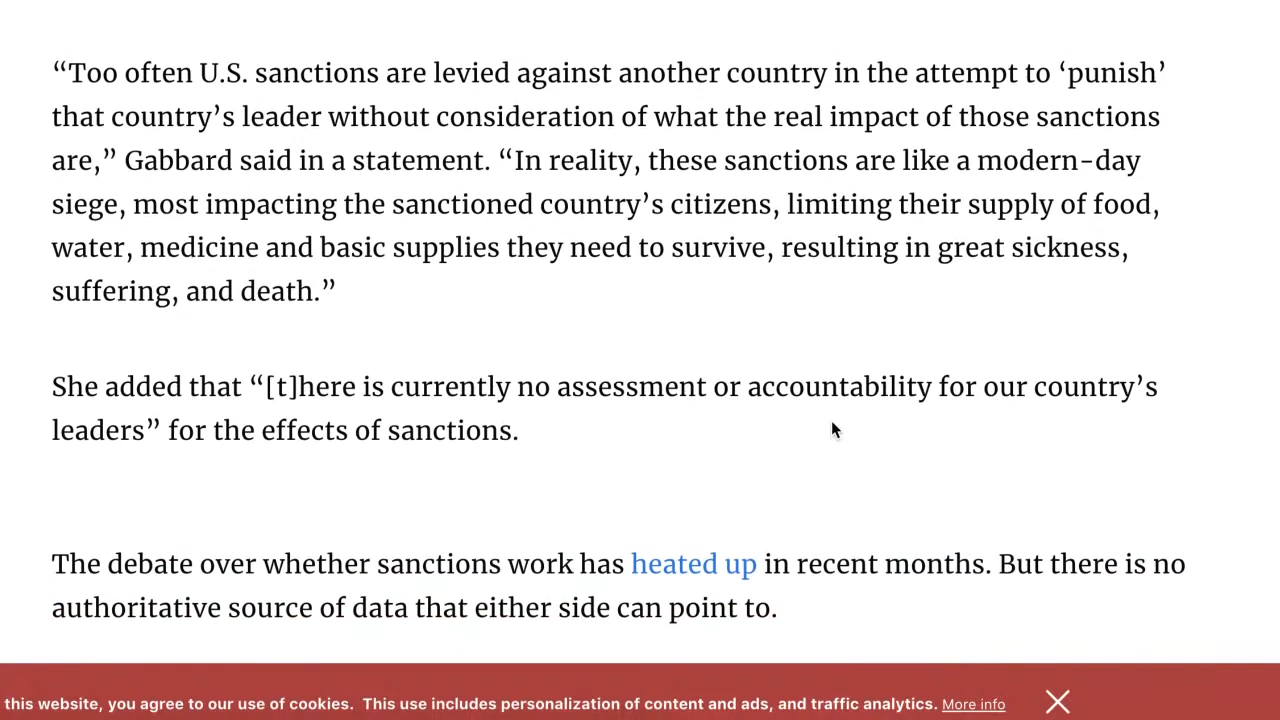 “Too often U.S. sanctions are levied against another country in the attempt to ‘punish’
that country’s leader without consideration of what the real impact of those sanctions
are,” Gabbard said in a statement. “In reality, these sanctions are like a modern-day
siege, most impacting the sanctioned country’s citizens, limiting their supply of food,
water, medicine and basic supplies they need to survive, resulting in great sickness,
suffering, and death.”
She added that “[t]here is currently no assessment or accountability for our country’s
leaders” for the effects of sanctions.
The debate over whether sanctions work has heated up in recent months. But there is no
authoritative source of data that either side can point to.
this website, you agree to our use of cookies. This use includes personalization of content and ads, and traffic analytics. More info